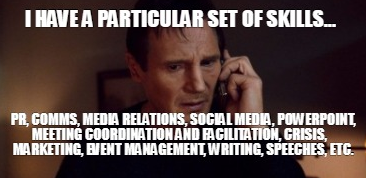 I HAVE A PARTICULAR SET OF SKILLS...
PR, COMMS, MEDIA RELATIONS, SOCIAL MEDIA, POWERPOINT,
MEETING COORDINATION AND FACILITATION, CRISIS,
MARKETING, EVENT MANAGEMENT, WRITING, SPEECHES, ETC.